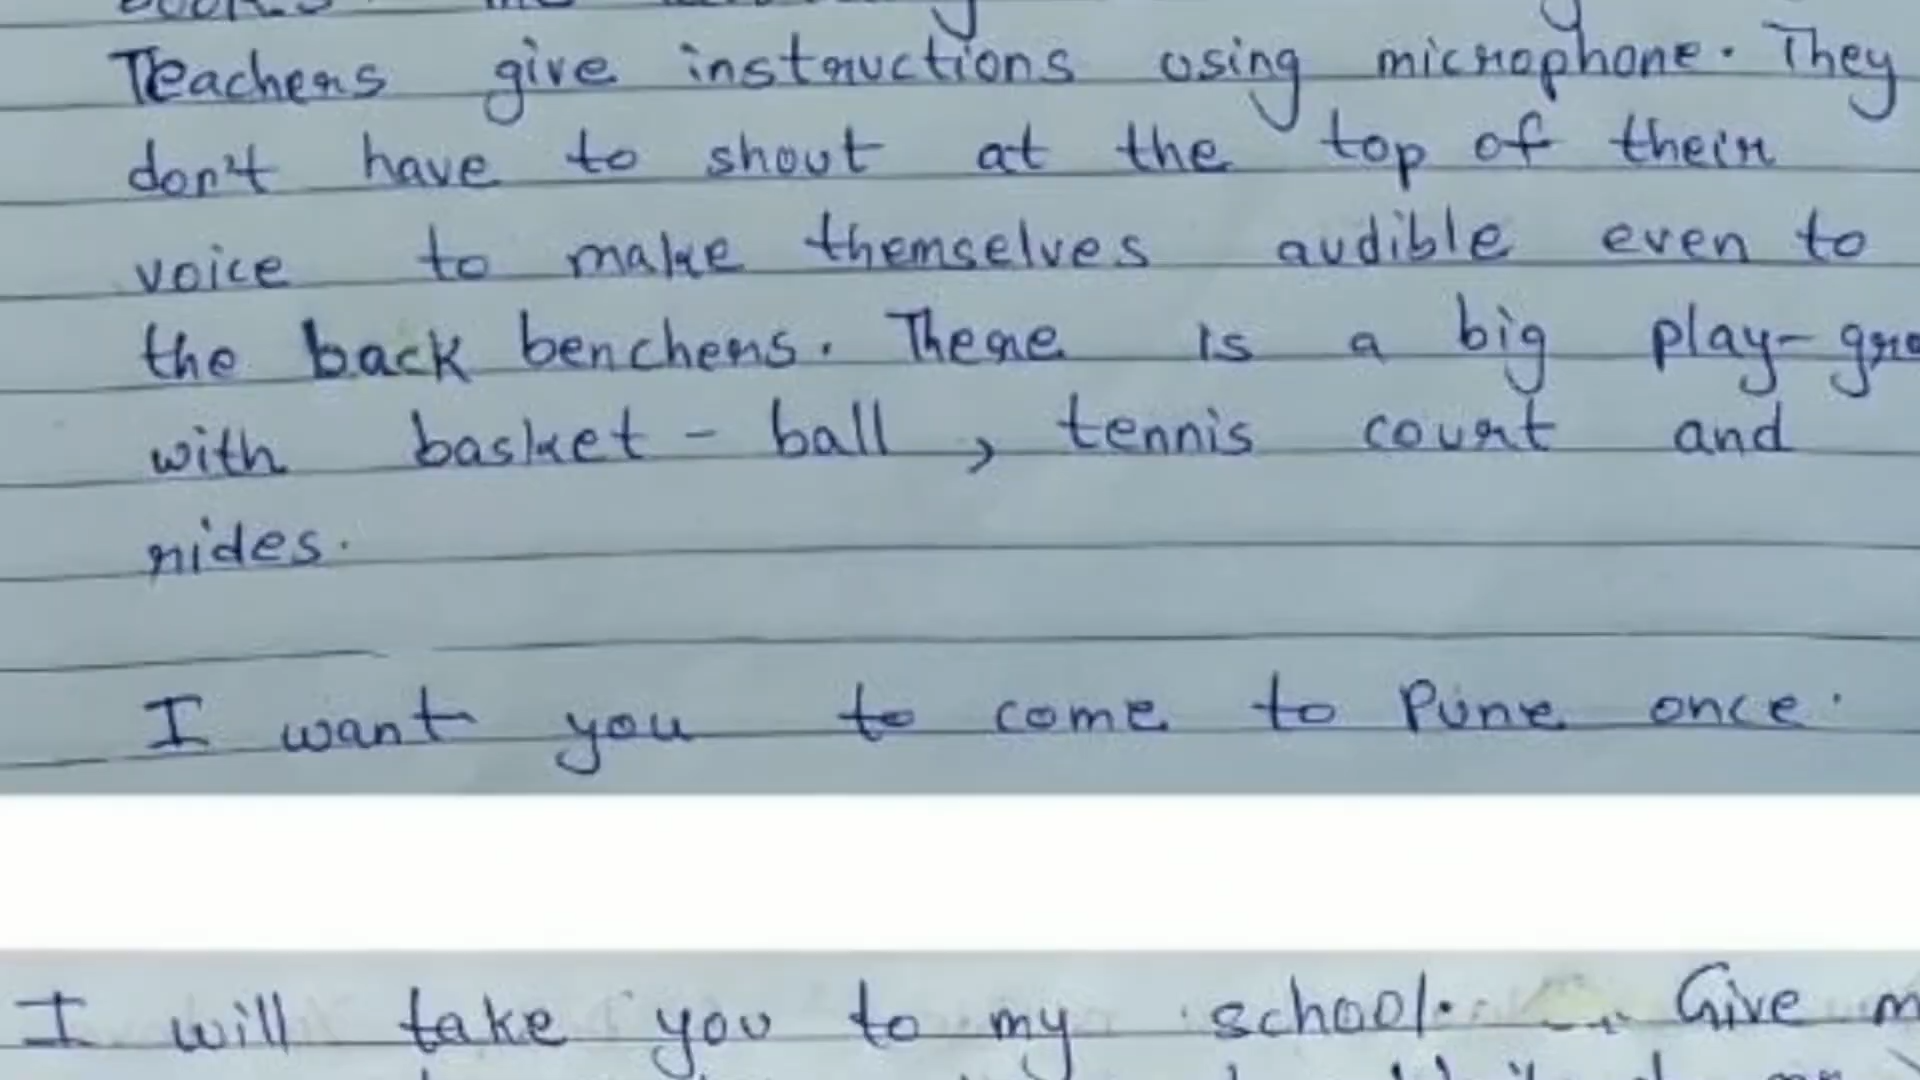 Teachers give instructions using microphone. They
don't have to shout at the top of their
voice to make themselves audible even to
the back benchers. There is a big play-gro
with basket-ball, tennis court and
rides.
I want you to come to Pune once.
I will take you to my school. Give m